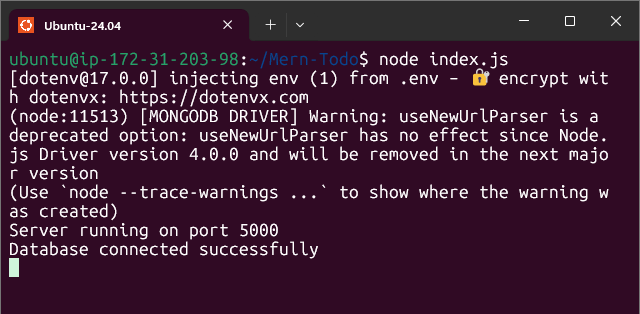 Ubuntu-24.04
ubuntu@ip-172-31-203-98:~/Mern-Todo$ node index.js
[dotenv@17.0.0] injecting env (1) from .env – 🔐 encrypt wit
h dotenvx: https://dotenvx.com
(node:11513) [MONGODB DRIVER] Warning: useNewUrlParser is a
deprecated option: useNewUrlParser has no effect since Node.
js Driver version 4.0.0 and will be removed in the next majo
r version
(Use `node --trace-warnings ...` to show where the warning w
as created)
Server running on port 5000
Database connected successfully